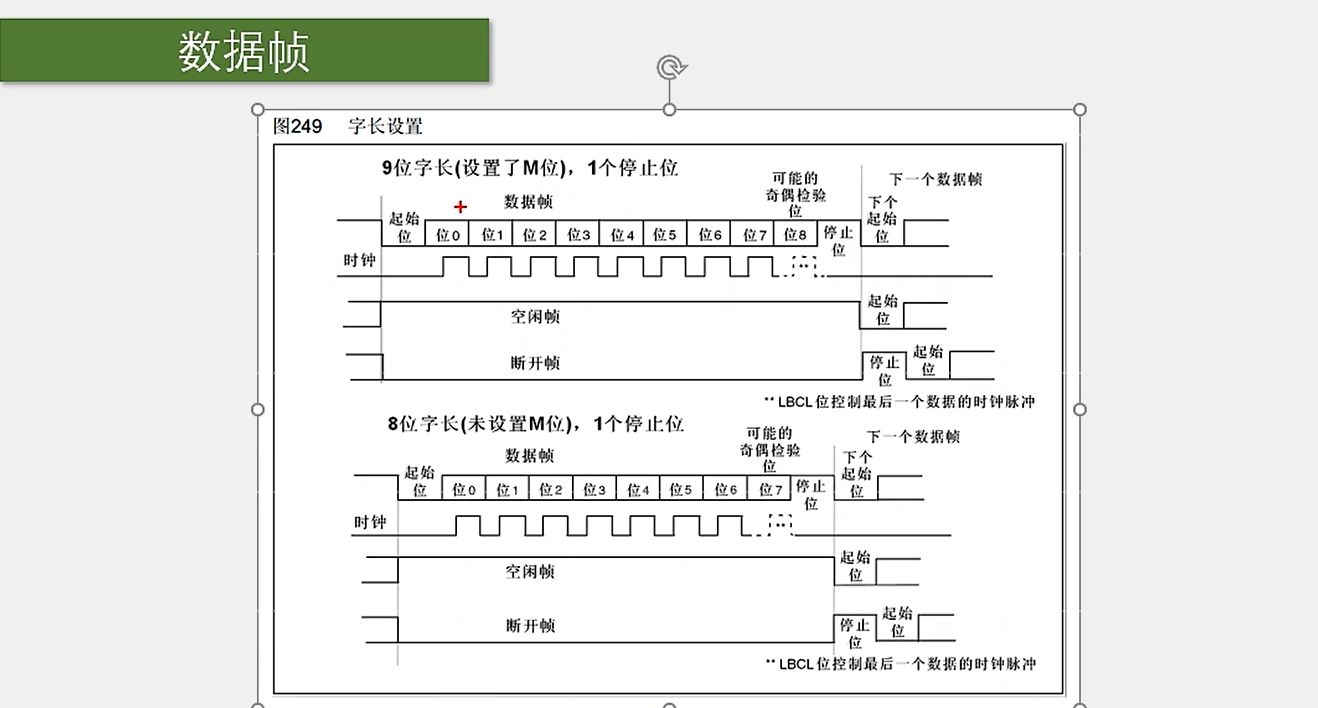 数据帧
图249 字长设置
9位字长(设置了M位)，1个停止位
可能的
奇偶检验
位
下一个数据帧
数据帧
下个
起始
位
起始
位
位0 位1 位2 位3 位4 位5 位6 位7 位8
停止
位
时钟
**
空闲帧
起始
位
断开帧
停止
位
起始
位
** LBCL位控制最后一个数据的时钟脉冲
8位字长(未设置M位)，1个停止位
可能的
奇偶检验
位
下一个数据帧
数据帧
下个
起始
位
起始
位
位0 位1 位2 位3 位4 位5 位6 位7
停止
位
时钟
**
空闲帧
起始
位
断开帧
停止
位
起始
位
** LBCL位控制最后一个数据的时钟脉冲